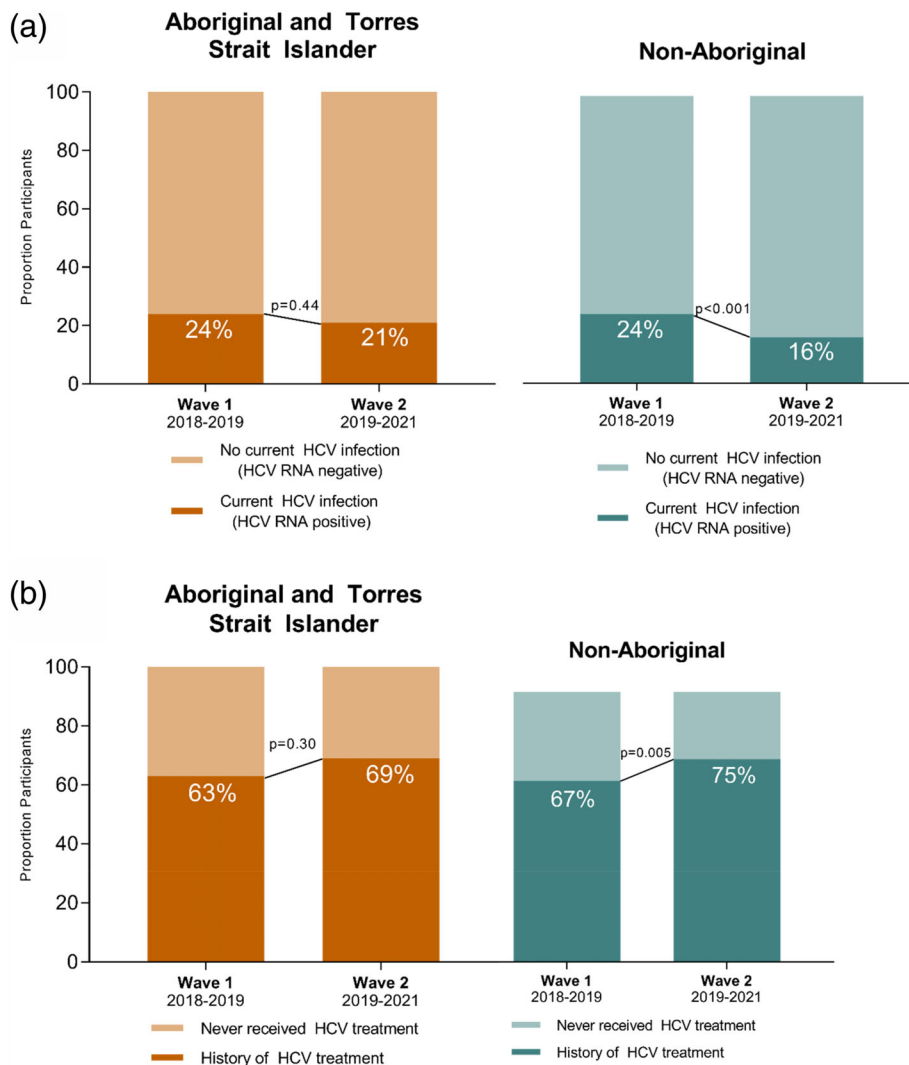 (a)
Aboriginal and Torres
Strait Islander
Non-Aboriginal
Proportion Participants
100
80
60
40
20
0
p=0.44
24%
21%
p<0.001
24%
16%
Wave 1
2018-2019
Wave 2
2019-2021
Wave 1
2018-2019
Wave 2
2019-2021
No current HCV infection
(HCV RNA negative)
Current HCV infection
(HCV RNA positive)
No current HCV infection
(HCV RNA negative)
Current HCV infection
(HCV RNA positive)
(b)
Aboriginal and Torres
Strait Islander
Non-Aboriginal
Proportion Participants
100
80
60
40
20
0
p=0.30
63%
69%
p=0.005
67%
75%
Wave 1
2018-2019
Wave 2
2019-2021
Wave 1
2018-2019
Wave 2
2019-2021
Never received HCV treatment
History of HCV treatment
Never received HCV treatment
History of HCV treatment